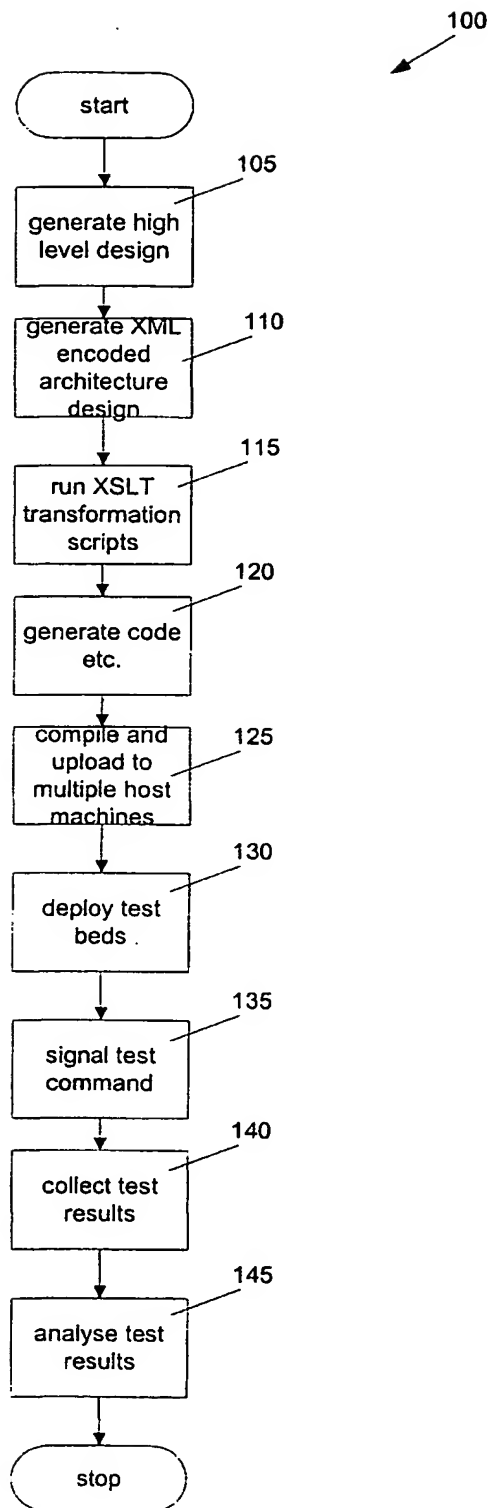 100
start
105
generate high
level design
110
generate XML
encoded
architecture
design
115
run XSLT
transformation
scripts
120
generate code
etc.
125
compile and
upload to
multiple host
machines
130
deploy test
beds
135
signal test
command
140
collect test
results
145
analyse test
results
stop